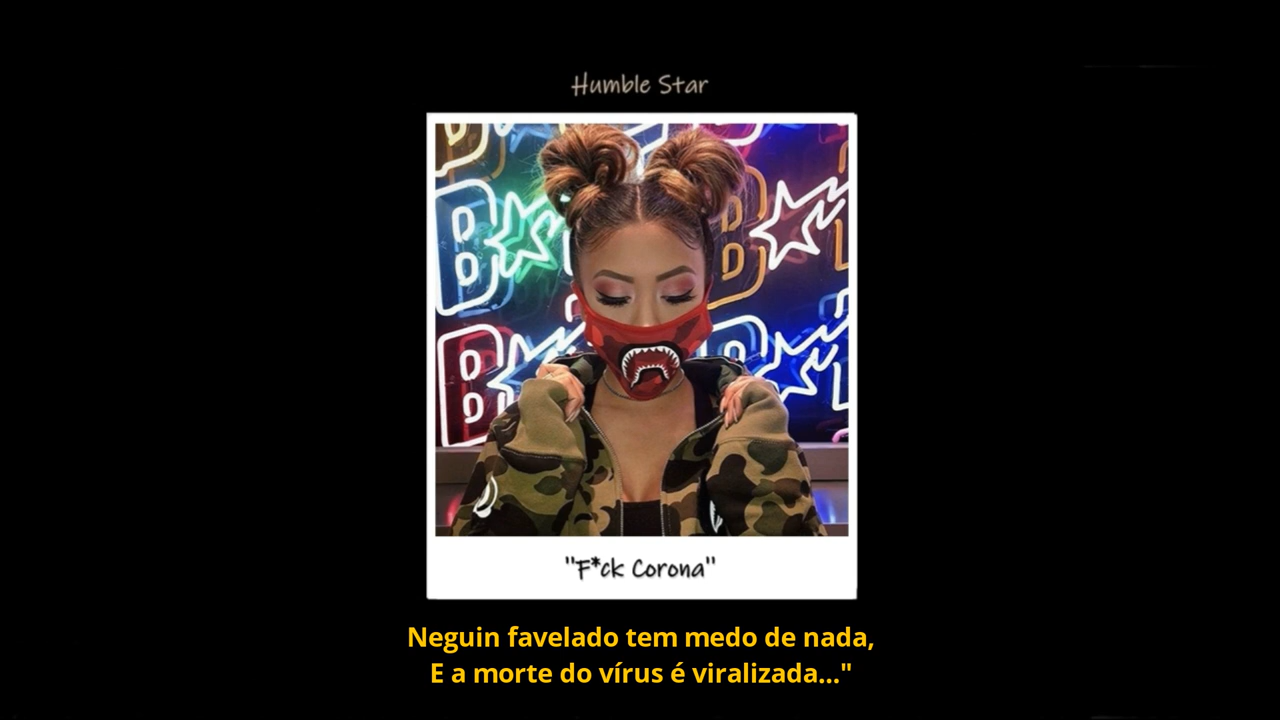 Humble Star
"F*ck Corona"
Neguin favelado tem medo de nada,
E a morte do vírus é viralizada..."